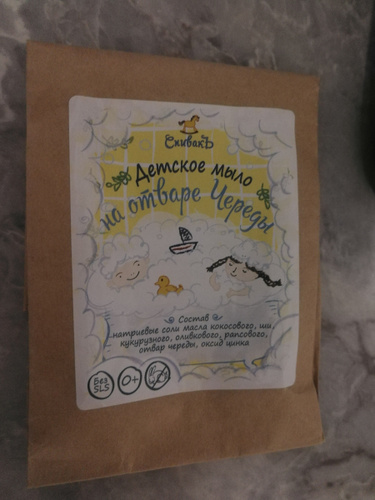 СпивакЪ
Детское мыло
на отваре Череды
Состав
натриевые соли масла кокосового, ши,
кукурузного, оливкового, рапсового,
отвар череды, оксид цинка
Без
SLS
0+